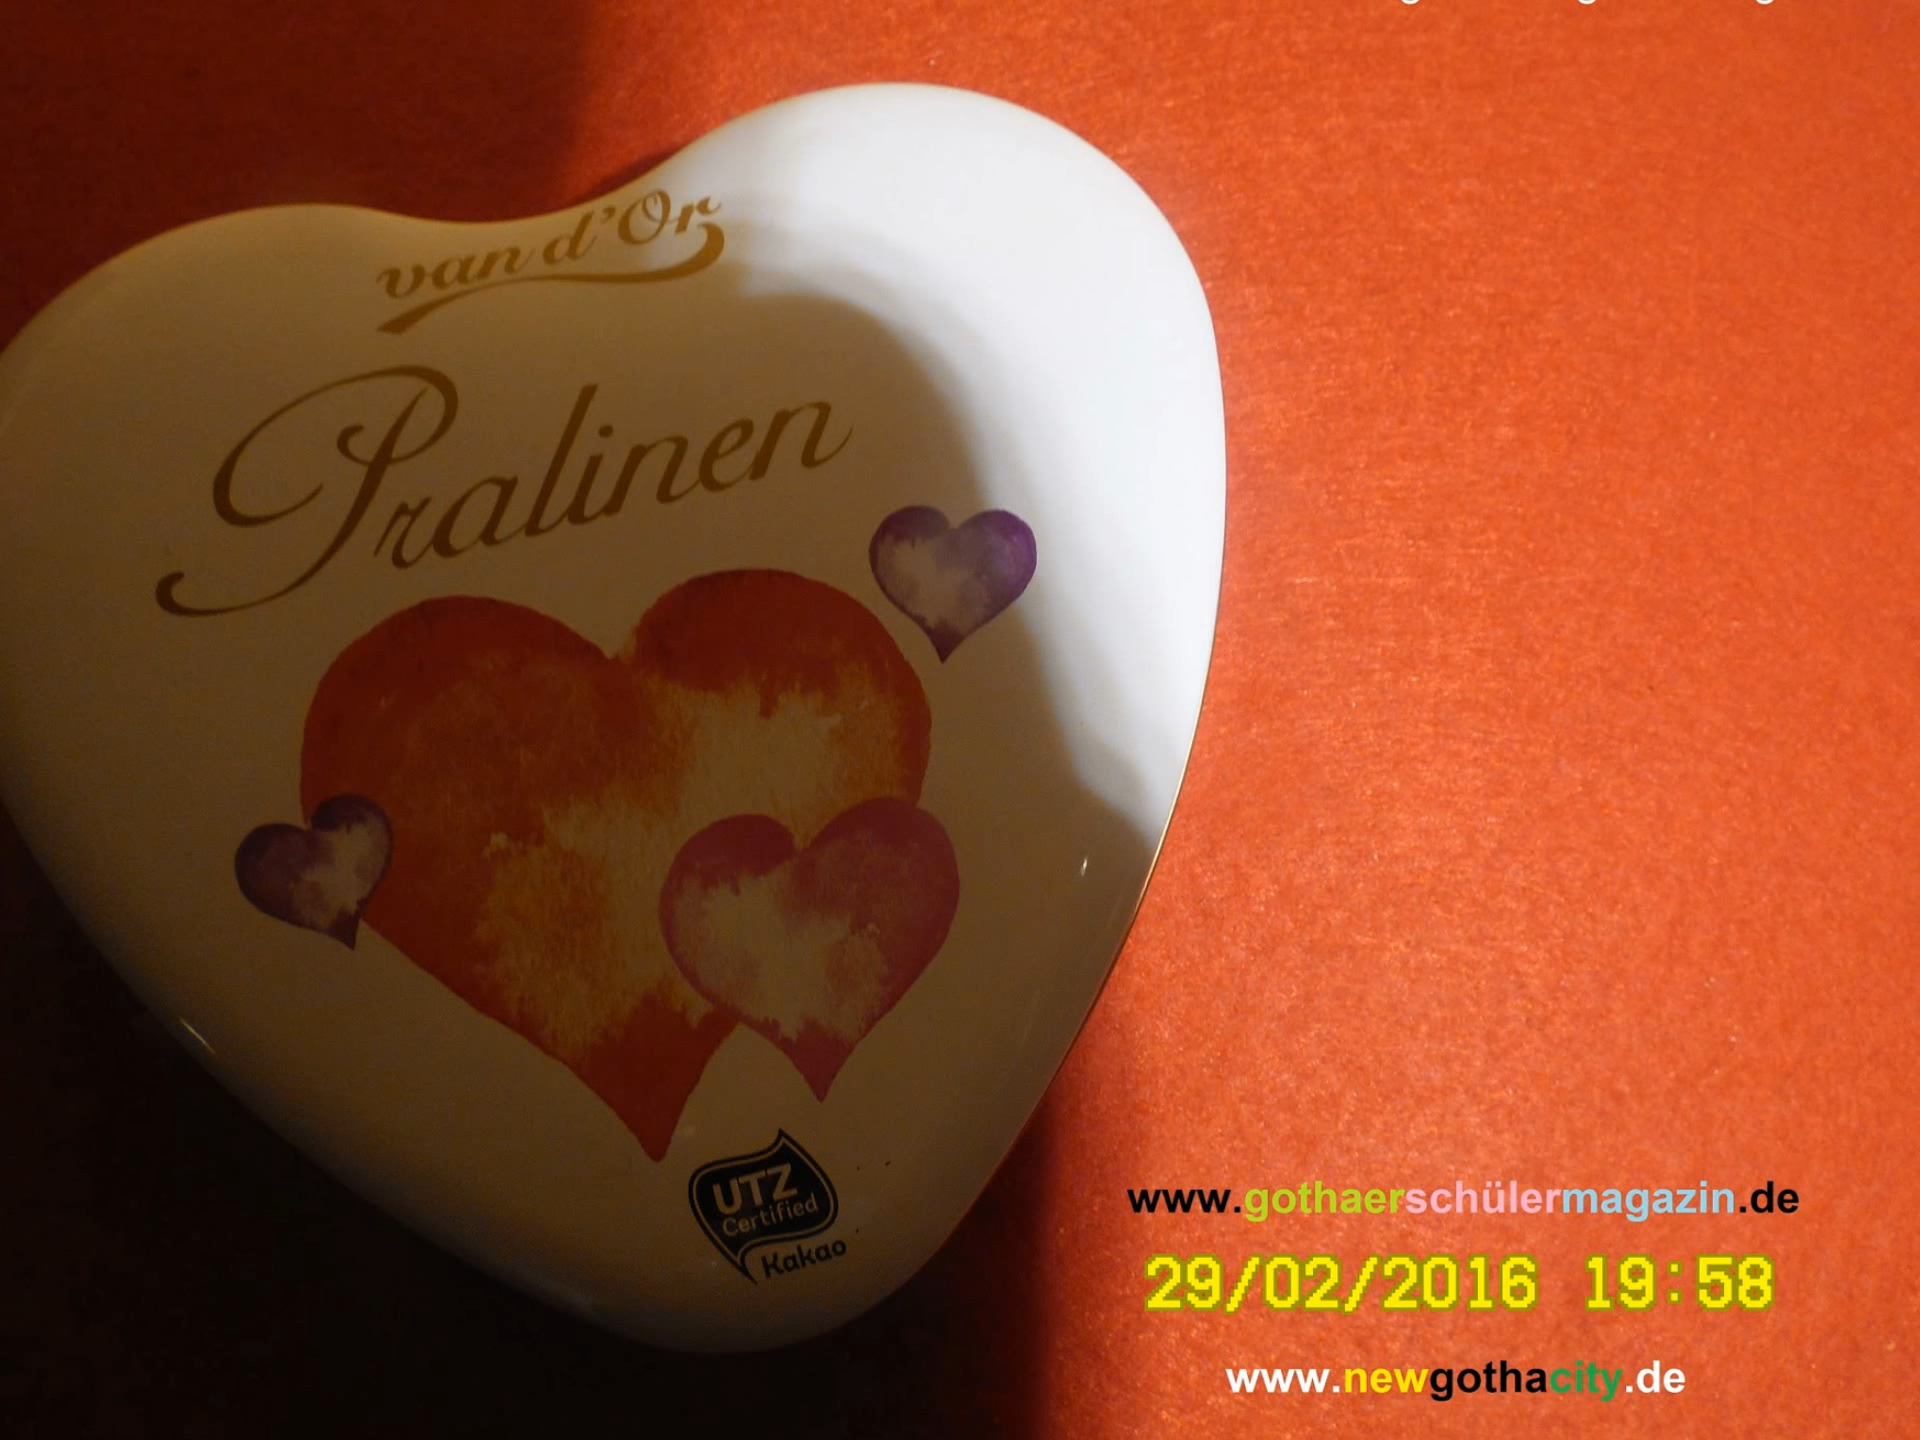 van d'Or
Pralinen
UTZ
Certified
Kakao
www.gothaerschülermagazin.de
29/02/2016 19:58
www.newgothacity.de